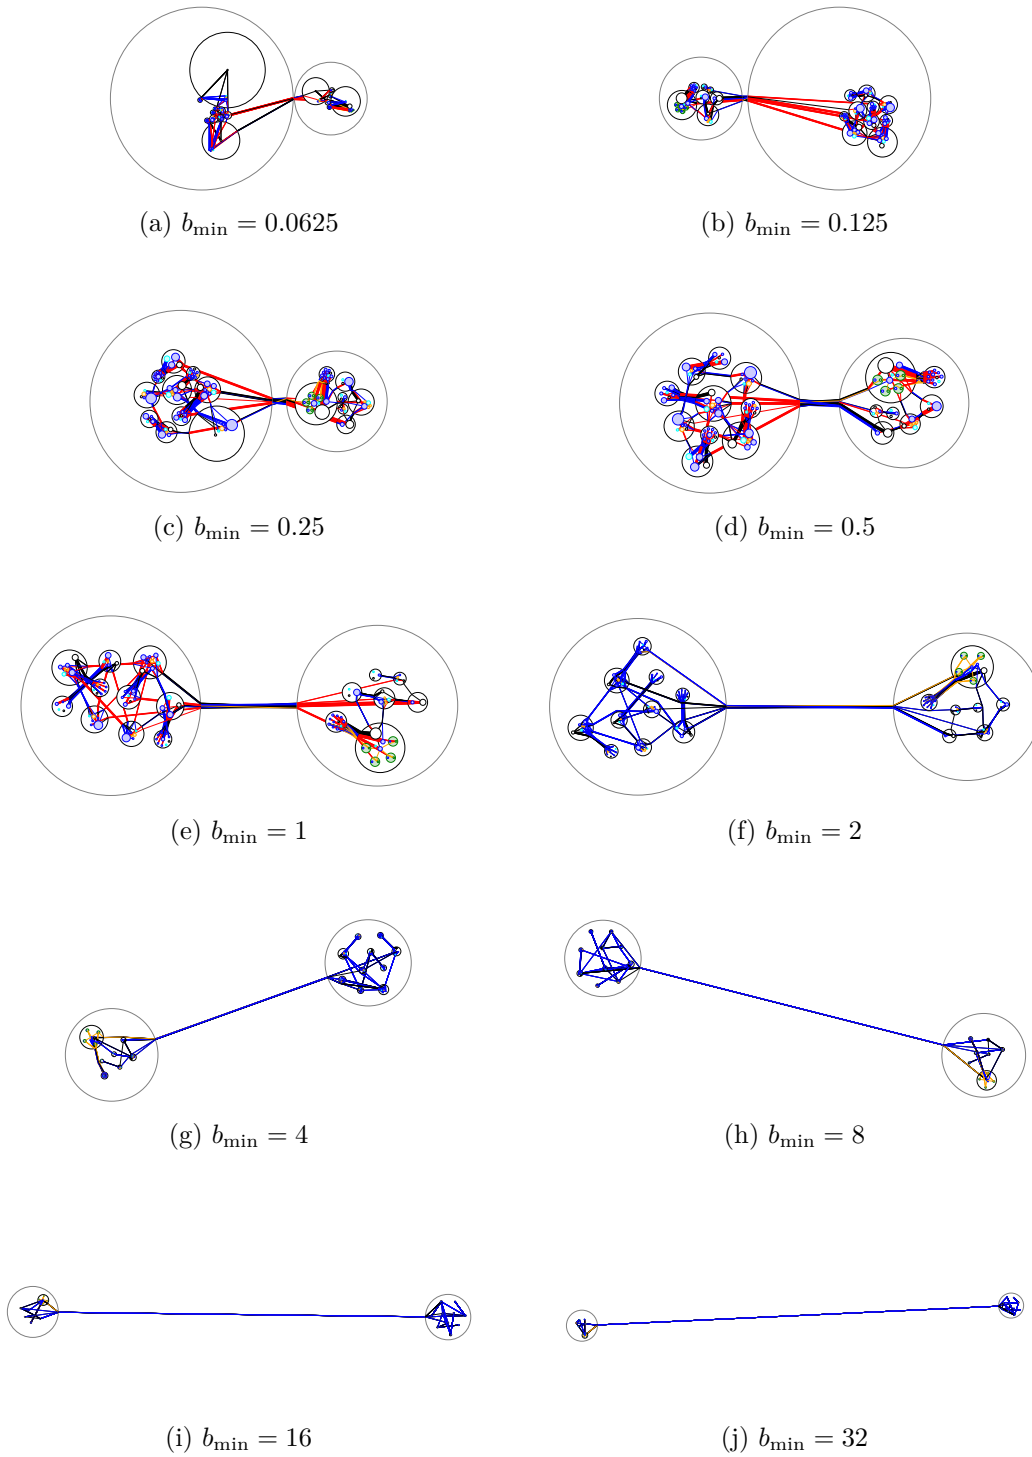 (a) b_min = 0.0625
(b) b_min = 0.125
(c) b_min = 0.25
(d) b_min = 0.5
(e) b_min = 1
(f) b_min = 2
(g) b_min = 4
(h) b_min = 8
(i) b_min = 16
(j) b_min = 32